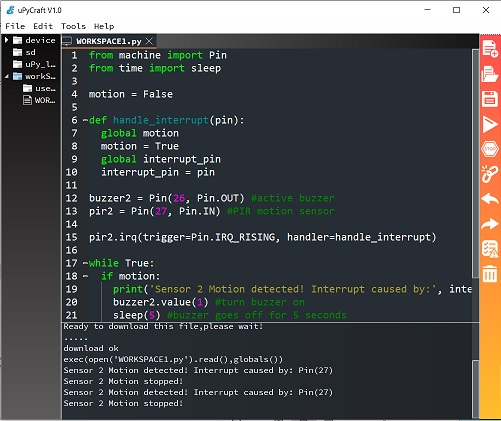 uPyCraft V1.0
File Edit Tools Help
device
sd
uPy_l...
workS...
use...
WOR...
WORKSPACE1.py ×
1 from machine import Pin
2 from time import sleep
3
4 motion = False
5
6 def handle_interrupt(pin):
7 global motion
8 motion = True
9 global interrupt_pin
10 interrupt_pin = pin
11
12 buzzer2 = Pin(26, Pin.OUT) #active buzzer
13 pir2 = Pin(27, Pin.IN) #PIR motion sensor
14
15 pir2.irq(trigger=Pin.IRQ_RISING, handler=handle_interrupt)
16
17 while True:
18 if motion:
19 print('Sensor 2 Motion detected! Interrupt caused by:', inte
20 buzzer2.value(1) #turn buzzer on
21 sleep(5) #buzzer goes off for 5 seconds
Ready to download this file,please wait!
.....
download ok
exec(open('WORKSPACE1.py').read(),globals())
Sensor 2 Motion detected! Interrupt caused by: Pin(27)
Sensor 2 Motion stopped!
Sensor 2 Motion detected! Interrupt caused by: Pin(27)
Sensor 2 Motion stopped!
STOP